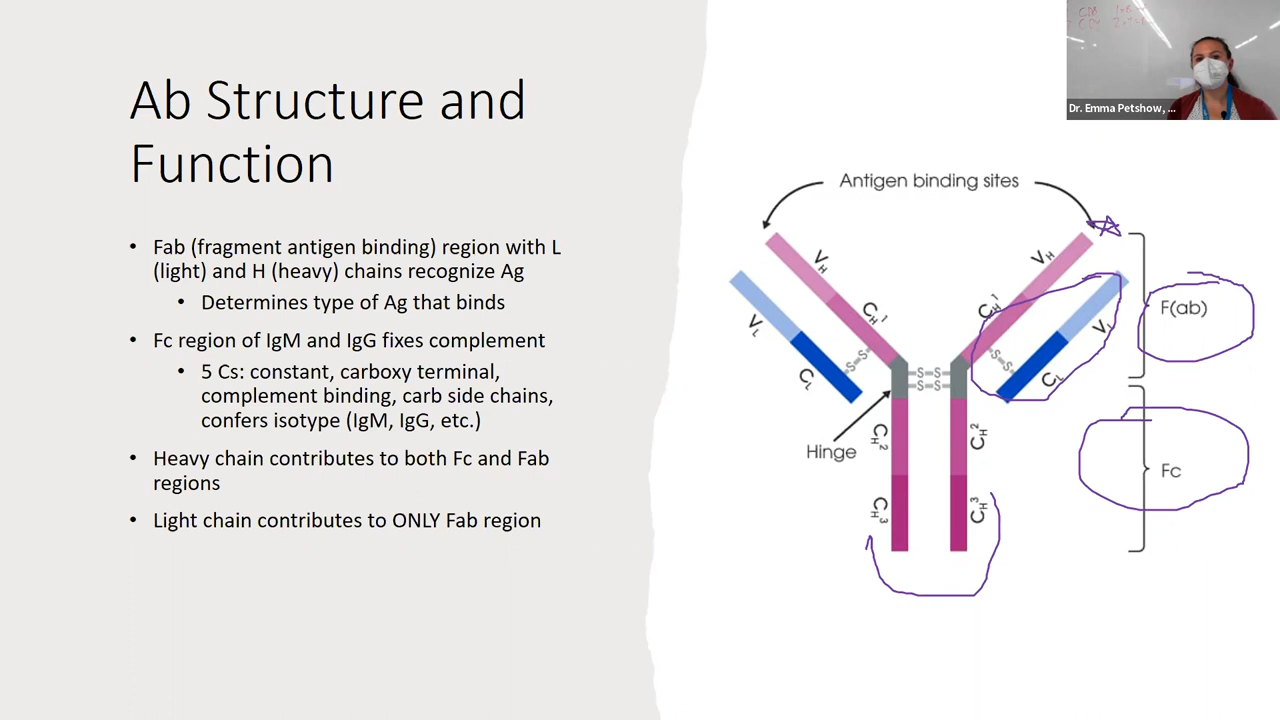 Ab Structure and
Function
• Fab (fragment antigen binding) region with L
(light) and H (heavy) chains recognize Ag
• Determines type of Ag that binds
• Fc region of IgM and IgG fixes complement
• 5 Cs: constant, carboxy terminal,
complement binding, carb side chains,
confers isotype (IgM, IgG, etc.)
• Heavy chain contributes to both Fc and Fab
regions
• Light chain contributes to ONLY Fab region
Dr. Emma Petshow, ...
Antigen binding sites
VH
VH
CH1
CH1
VL
VL
CL
CL
S-S
S-S
S-S
S-S
F(ab)
Hinge
CH2
CH2
Fc
CH3
CH3